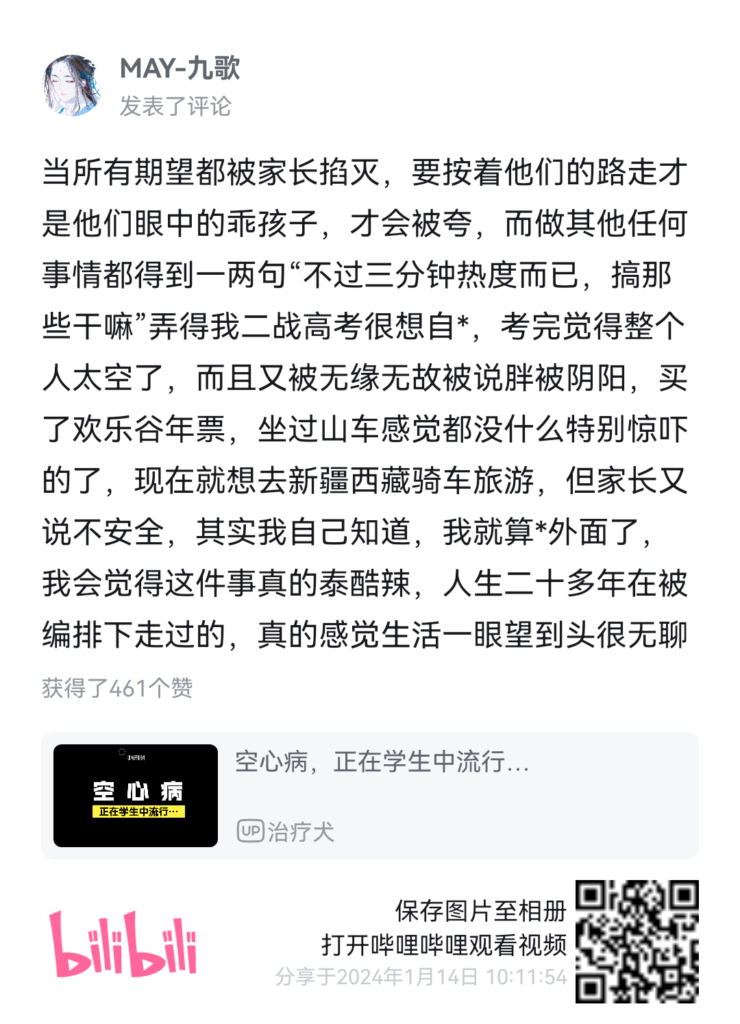 MAY-九歌
发表了评论
当所有期望都被家长掐灭，要按着他们的路走才
是他们眼中的乖孩子，才会被夸，而做其他任何
事情都得到一两句“不过三分钟热度而已，搞那
些干嘛”弄得我二战高考很想自*，考完觉得整个
人太空了，而且又被无缘无故被说胖被阴阳，买
了欢乐谷年票，坐过山车感觉都没什么特别惊吓
的了，现在就想去新疆西藏骑车旅游，但家长又
说不安全，其实我自己知道，我就算*外面了，
我会觉得这件事真的泰酷辣，人生二十多年在被
编排下走过的，真的感觉生活一眼望到头很无聊
获得了461个赞
空心病
正在学生中流行…
空心病，正在学生中流行…
UP 治疗犬
bilibili
保存图片至相册
打开哔哩哔哩观看视频
分享于2024年1月14日 10:11:54